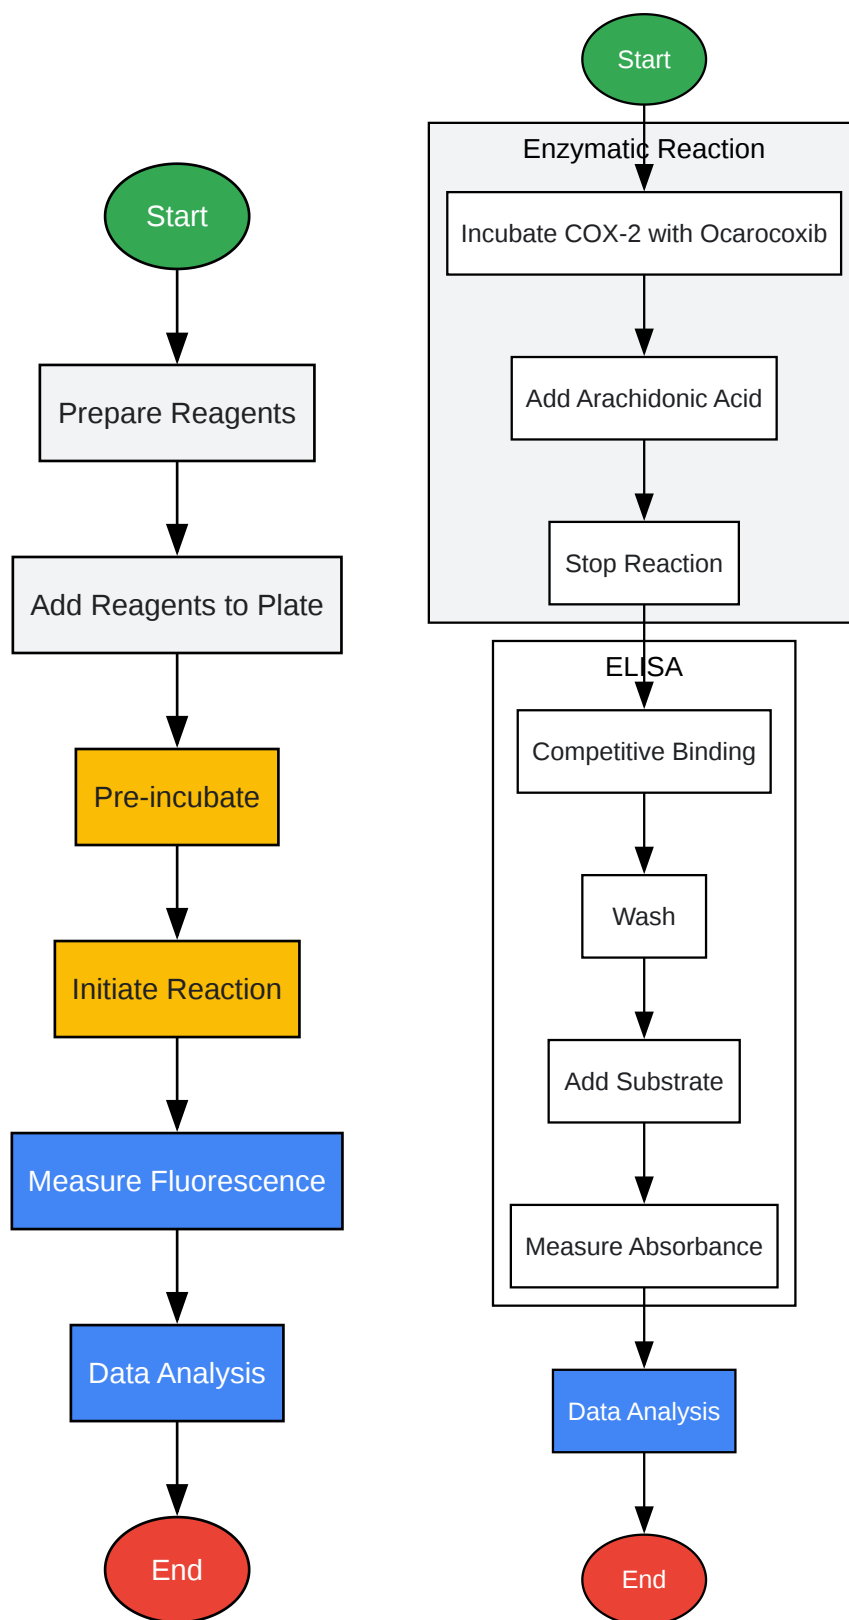 Start
Prepare Reagents
Add Reagents to Plate
Pre-incubate
Initiate Reaction
Measure Fluorescence
Data Analysis
End
Start
Enzymatic Reaction
Incubate COX-2 with Ocarocoxib
Add Arachidonic Acid
Stop Reaction
ELISA
Competitive Binding
Wash
Add Substrate
Measure Absorbance
Data Analysis
End